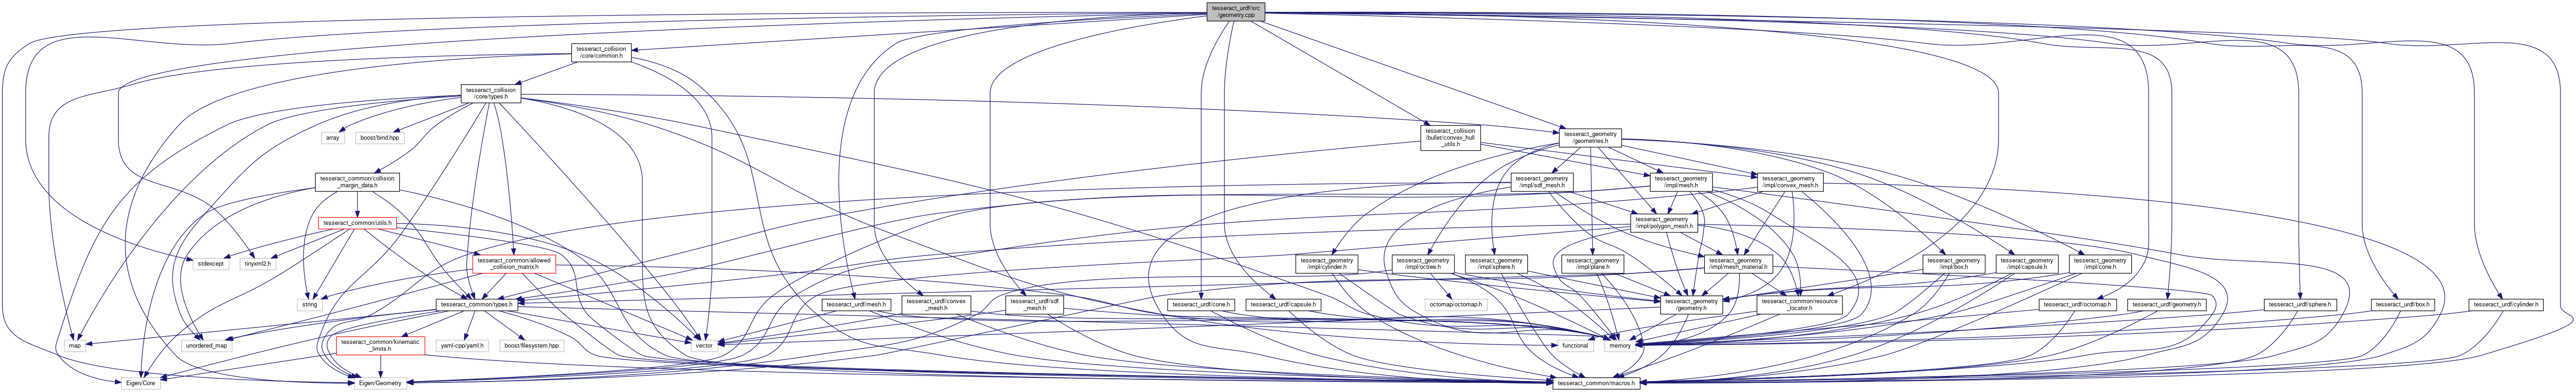 tesseract_urdf/src
/geometry.cpp
tesseract_collision
/core/common.h
tesseract_collision
/core/types.h
array
boost/bind.hpp
tesseract_collision
/bullet/convex_hull
_utils.h
tesseract_geometry
/geometries.h
tesseract_common/collision
_margin_data.h
tesseract_geometry
/impl/sdf_mesh.h
tesseract_geometry
/impl/mesh.h
tesseract_geometry
/impl/convex_mesh.h
tesseract_common/utils.h
tesseract_geometry
/impl/polygon_mesh.h
stdexcept
tinyxml2.h
tesseract_common/allowed
_collision_matrix.h
tesseract_geometry
/impl/cylinder.h
tesseract_geometry
/impl/octree.h
tesseract_geometry
/impl/sphere.h
tesseract_geometry
/impl/plane.h
tesseract_geometry
/impl/mesh_material.h
tesseract_geometry
/impl/box.h
tesseract_geometry
/impl/capsule.h
tesseract_geometry
/impl/cone.h
string
tesseract_common/types.h
tesseract_urdf/mesh.h
tesseract_urdf/convex
_mesh.h
tesseract_urdf/sdf
_mesh.h
tesseract_urdf/cone.h
tesseract_urdf/capsule.h
octomap/octomap.h
tesseract_geometry
/geometry.h
tesseract_common/resource
_locator.h
tesseract_urdf/octomap.h
tesseract_urdf/geometry.h
tesseract_urdf/sphere.h
tesseract_urdf/box.h
tesseract_urdf/cylinder.h
map
unordered_map
tesseract_common/kinematic
_limits.h
yaml-cpp/yaml.h
boost/filesystem.hpp
vector
functional
memory
Eigen/Core
Eigen/Geometry
tesseract_common/macros.h